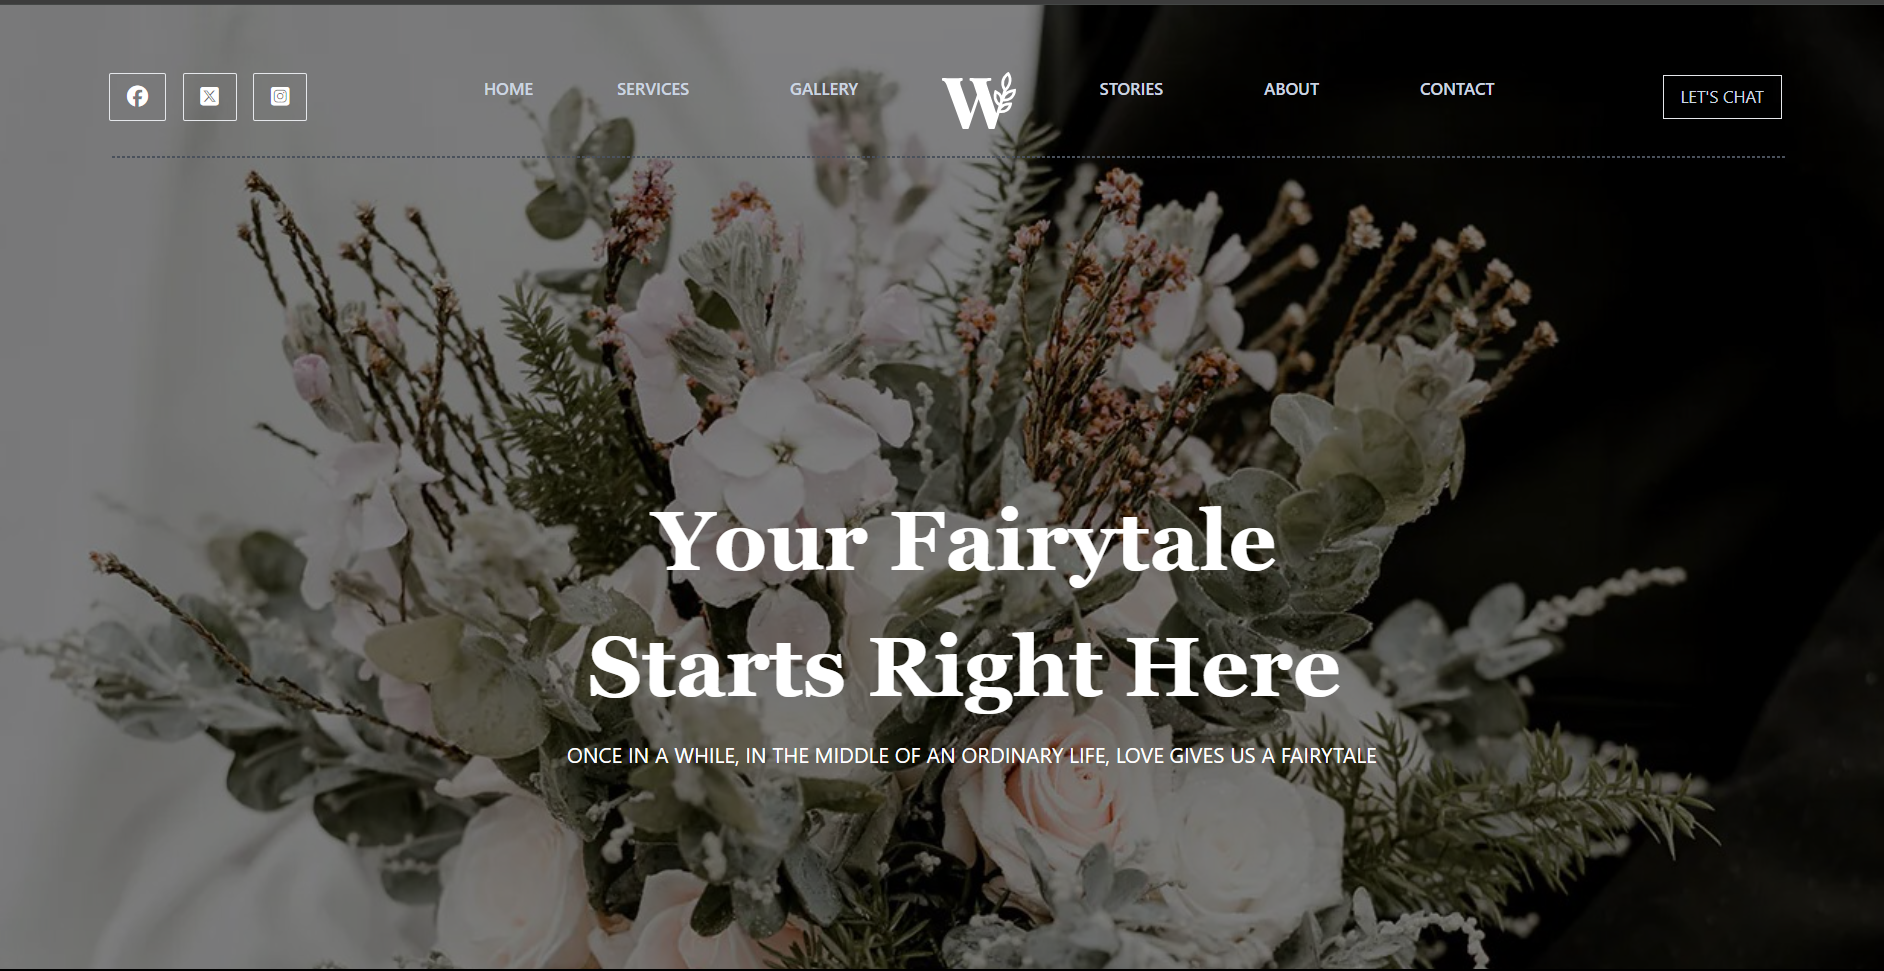 HOME
SERVICES
GALLERY
W
STORIES
ABOUT
CONTACT
LET'S CHAT
Your Fairytale
Starts Right Here
ONCE IN A WHILE, IN THE MIDDLE OF AN ORDINARY LIFE, LOVE GIVES US A FAIRYTALE